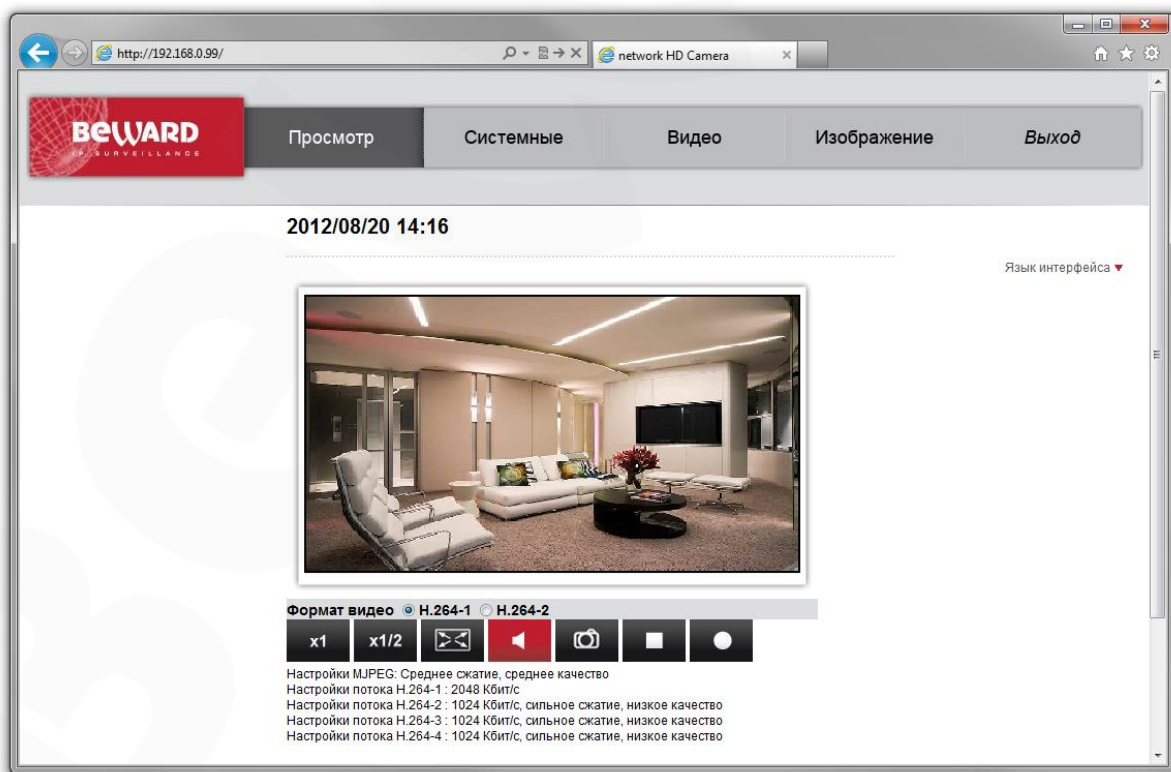 http://192.168.0.99/
network HD Camera
BEWARD
IP SURVEILLANCE
Просмотр
Системные
Видео
Изображение
Выход
2012/08/20 14:16
Язык интерфейса
Формат видео H.264-1 H.264-2
x1 x1/2
Настройки MJPEG: Среднее сжатие, среднее качество
Настройки потока H.264-1 : 2048 Кбит/с
Настройки потока H.264-2 : 1024 Кбит/с, сильное сжатие, низкое качество
Настройки потока H.264-3 : 1024 Кбит/с, сильное сжатие, низкое качество
Настройки потока H.264-4 : 1024 Кбит/с, сильное сжатие, низкое качество